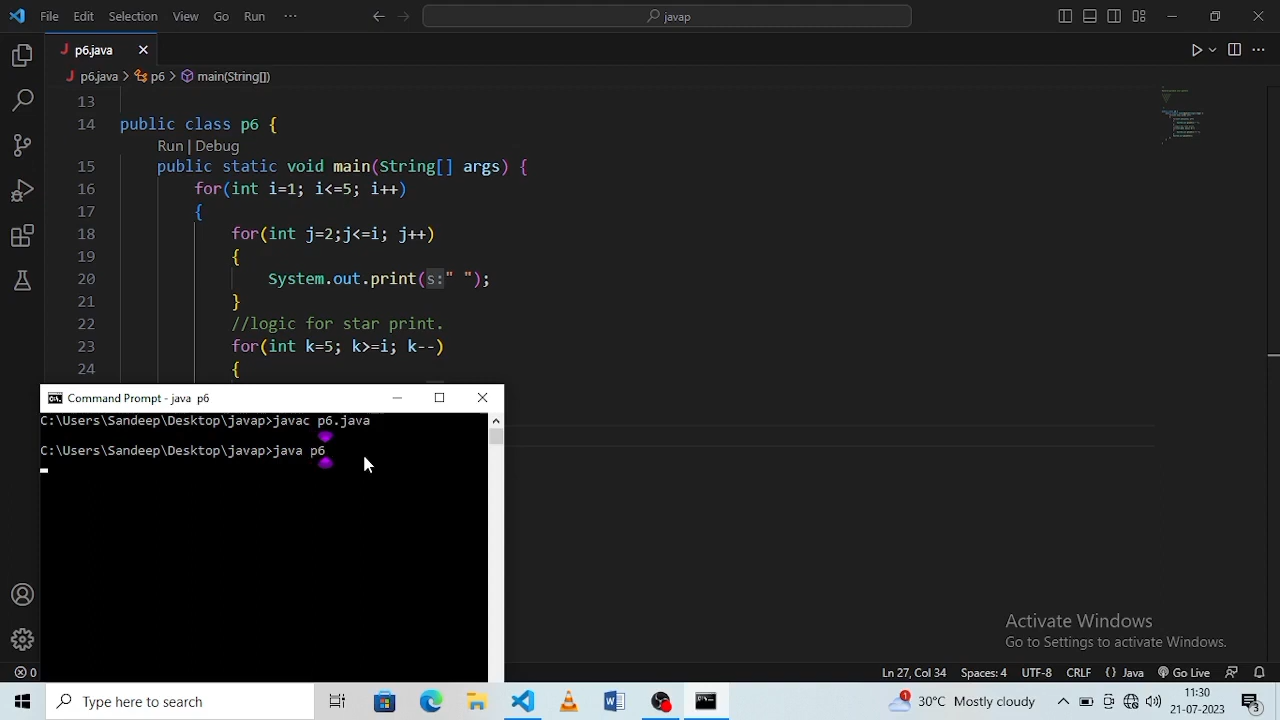 File Edit Selection View Go Run ··· javap
p6.java
p6.java > p6 > main(String[])
13
14 public class p6 {
Run | Debug
15 public static void main(String[] args) {
16 for(int i=1; i<=5; i++)
17 {
18 for(int j=2;j<=i; j++)
19 {
20 System.out.print(s:" ");
21 }
22 //logic for star print.
23 for(int k=5; k>=i; k--)
24 {
Command Prompt - java p6
C:\Users\Sandeep\Desktop\javap>javac p6.java
C:\Users\Sandeep\Desktop\javap>java p6
Activate Windows
Go to Settings to activate Windows.
0 Ln 27, Col 34 Spaces: 4 UTF-8 CRLF {} Java Go Live
Type here to search 1 30°C Mostly cloudy 11:30
21-07-2023 3